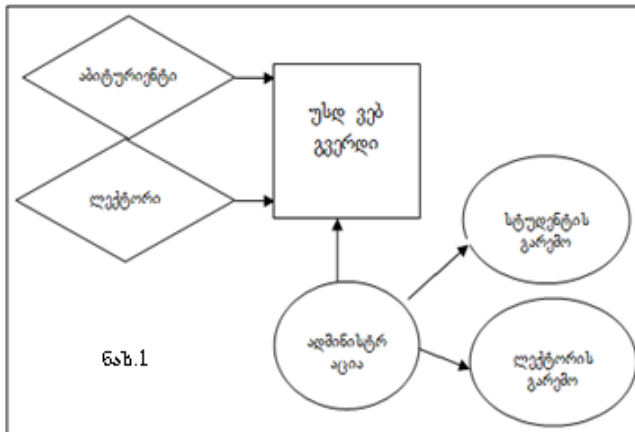 აბიტურიენტი
უსდ ვებ
გვერდი
ლექტორი
სტუდენტის
გარემო
ადმინისტრ
აცია
ლექტორის
გარემო
ნახ.1